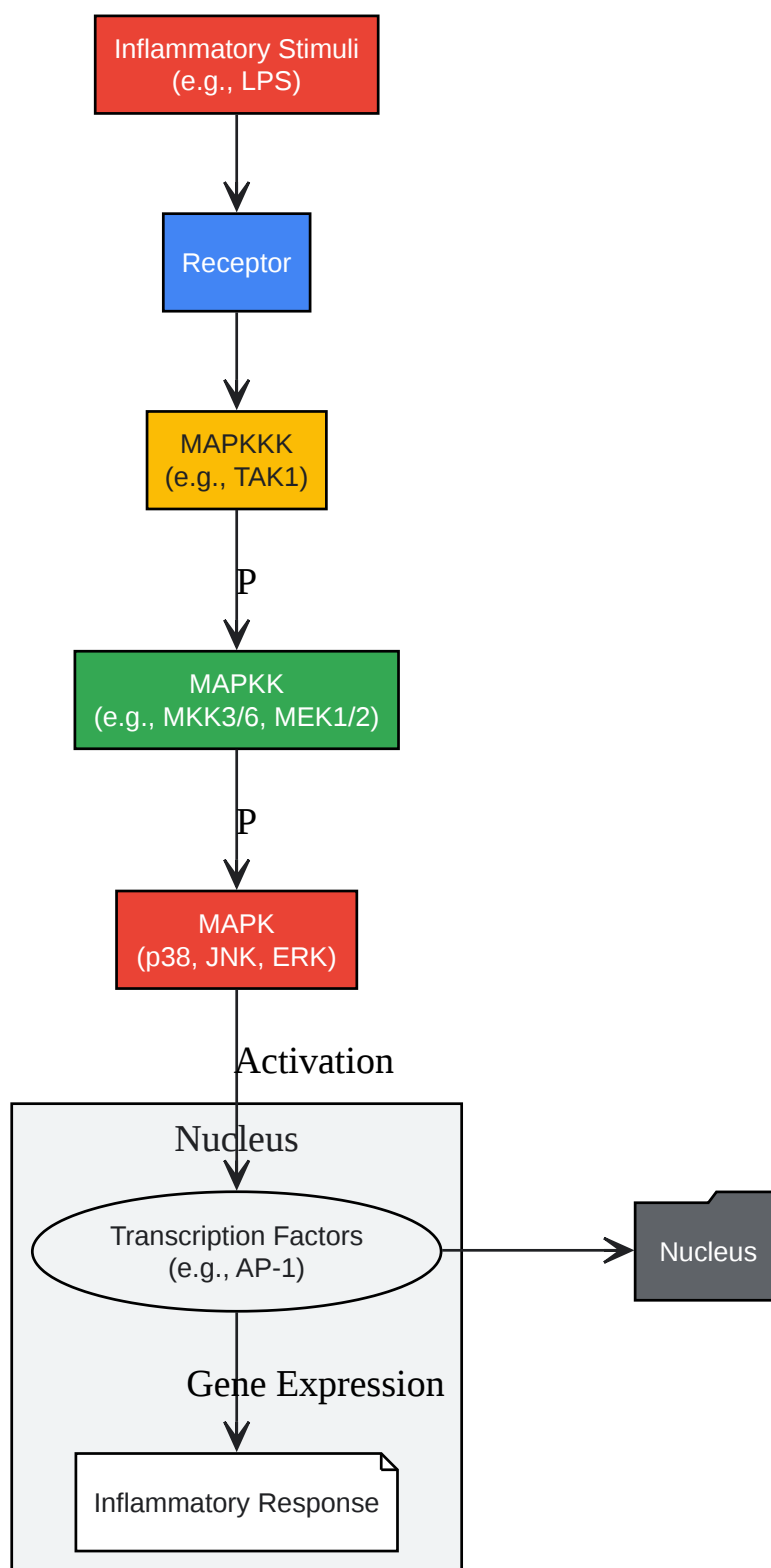 Inflammatory Stimuli
(e.g., LPS)
Receptor
MAPKKK
(e.g., TAK1)
P
MAPKK
(e.g., MKK3/6, MEK1/2)
P
MAPK
(p38, JNK, ERK)
Activation
Nucleus
Transcription Factors
(e.g., AP-1)
Nucleus
Gene Expression
Inflammatory Response